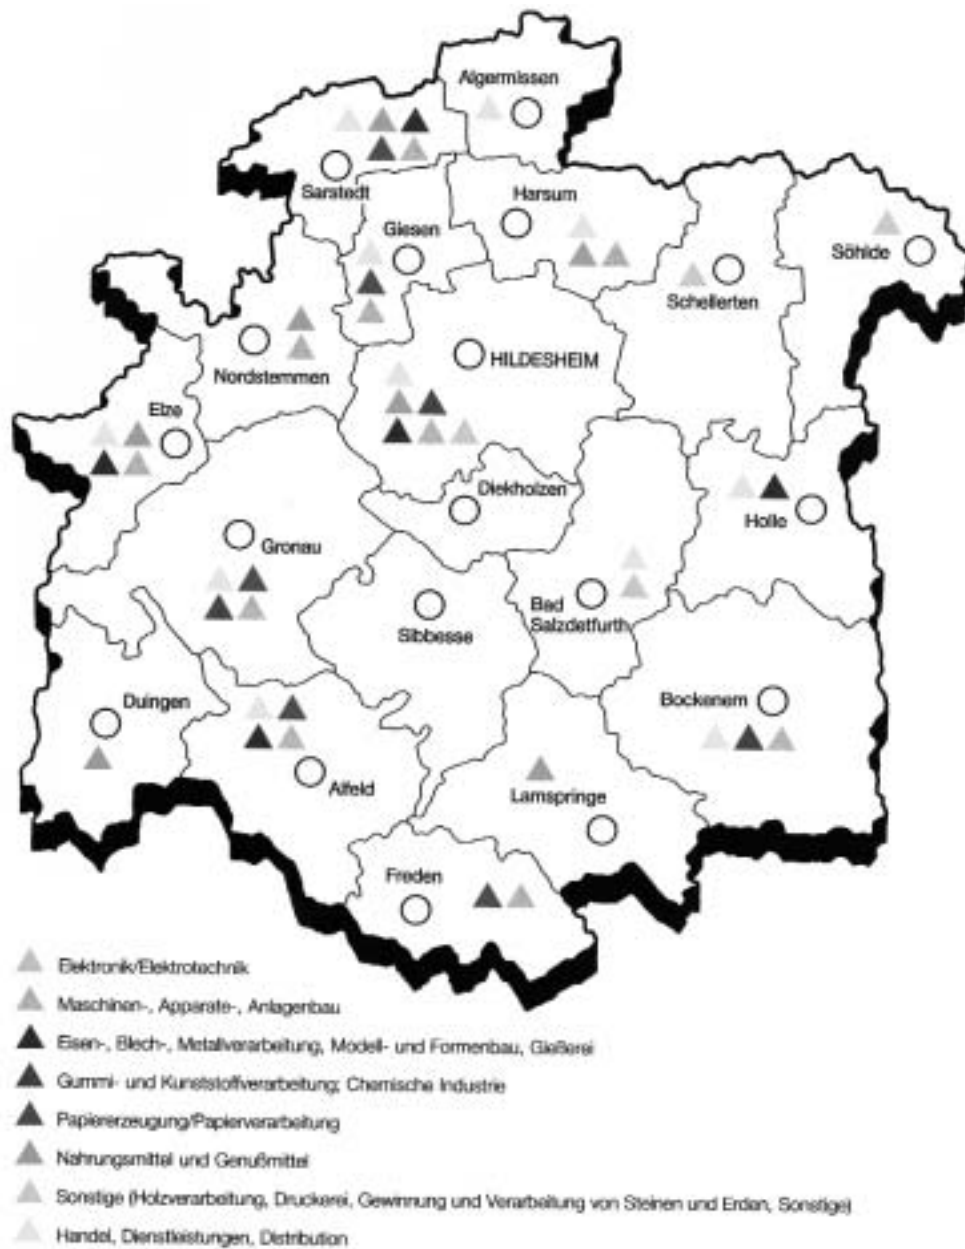 Algermissen
Sarstedt
Harsum
Giesen
Söhlde
Schellerten
HILDESHEIM
Nordstemmen
Elze
Diekholzen
Holle
Gronau
Bad
Salzdetfurth
Sibbesse
Duingen
Bockenem
Alfeld
Lamspringe
Freden
Elektronik/Elektrotechnik
Maschinen-, Apparate-, Anlagenbau
Eisen-, Blech-, Metallverarbeitung, Modell- und Formenbau, Gießerei
Gummi- und Kunststoffverarbeitung; Chemische Industrie
Papiererzeugung/Papierverarbeitung
Nahrungsmittel und Genußmittel
Sonstige (Holzverarbeitung, Druckerei, Gewinnung und Verarbeitung von Steinen und Erden, Sonstige)
Handel, Dienstleistungen, Distribution